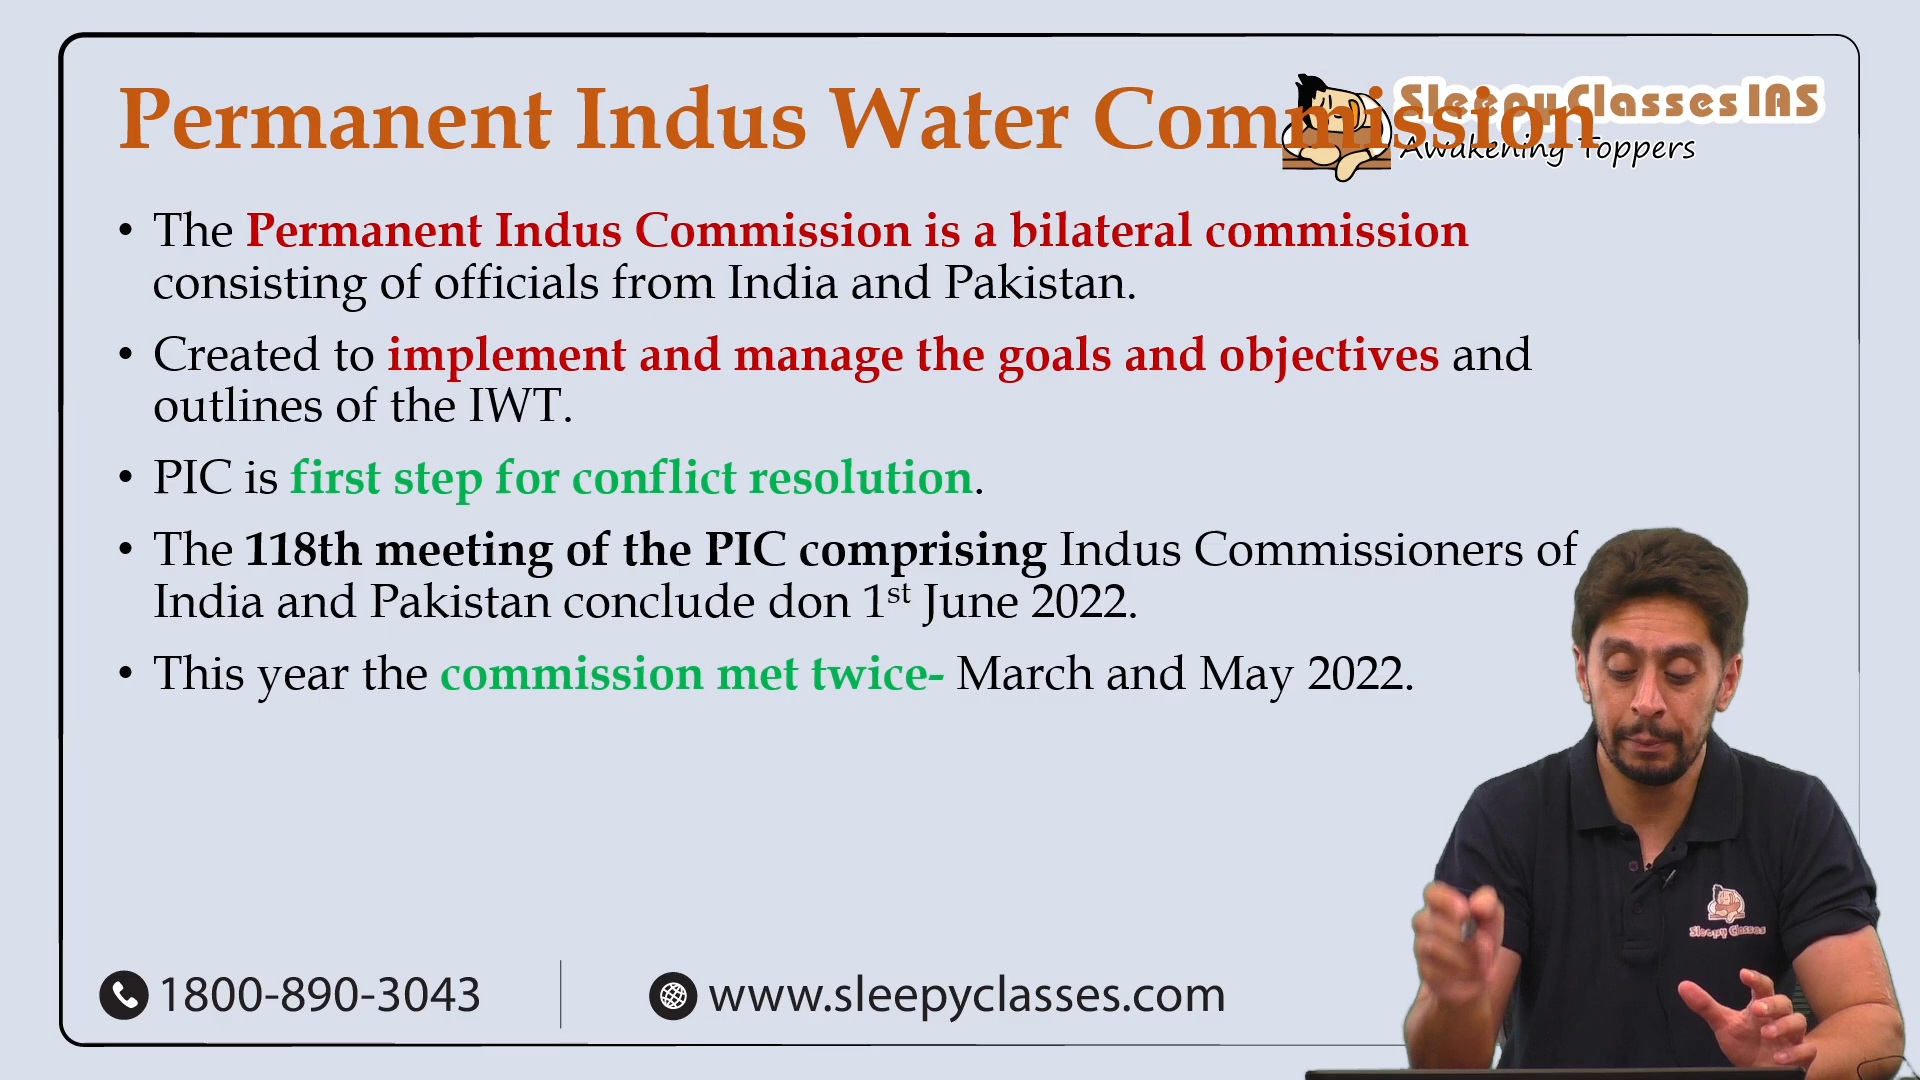 Permanent Indus Water Commission
Sleepy Classes IAS
Awakening Toppers
• The Permanent Indus Commission is a bilateral commission
consisting of officials from India and Pakistan.
• Created to implement and manage the goals and objectives and
outlines of the IWT.
• PIC is first step for conflict resolution.
• The 118th meeting of the PIC comprising Indus Commissioners of
India and Pakistan conclude don 1st June 2022.
• This year the commission met twice- March and May 2022.
Sleepy Classes
1800-890-3043
www.sleepyclasses.com